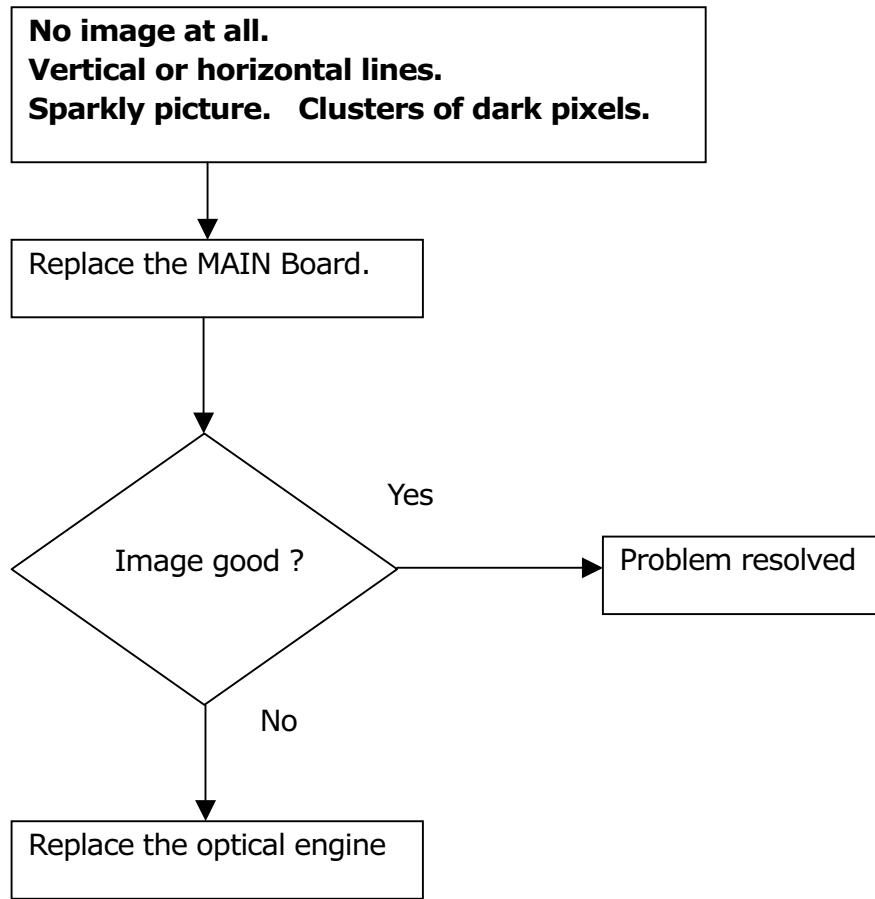 No image at all.
Vertical or horizontal lines.
Sparkly picture.   Clusters of dark pixels.
Replace the MAIN Board.
Image good ?
Yes
Problem resolved
No
Replace the optical engine